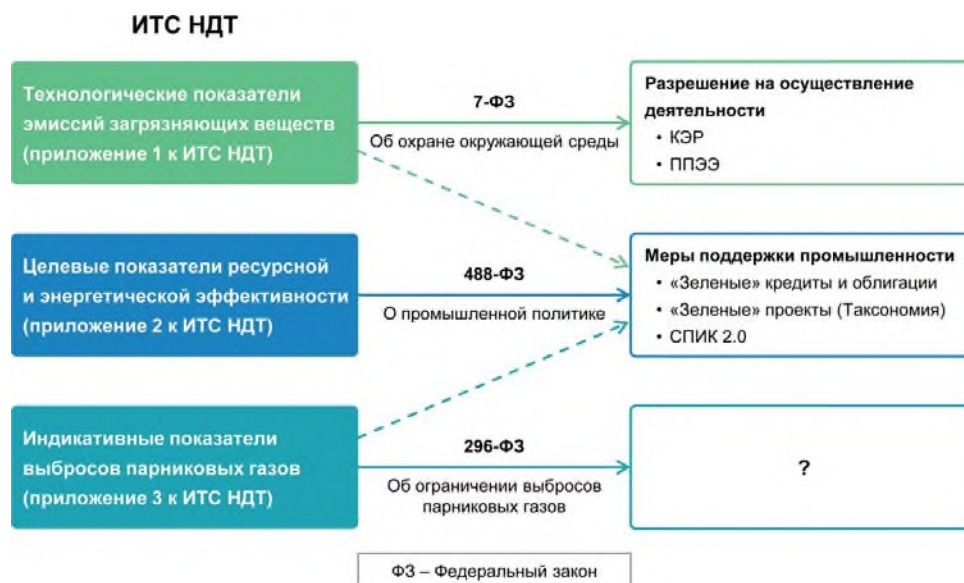 ИТС НДТ
Технологические показатели
эмиссий загрязняющих веществ
(приложение 1 к ИТС НДТ)
7-ФЗ
Об охране окружающей среды
Разрешение на осуществление
деятельности
• КЭР
• ППЭЭ
Целевые показатели ресурсной
и энергетической эффективности
(приложение 2 к ИТС НДТ)
488-ФЗ
О промышленной политике
Меры поддержки промышленности
• «Зеленые» кредиты и облигации
• «Зеленые» проекты (Таксономия)
• СПИК 2.0
Индикативные показатели
выбросов парниковых газов
(приложение 3 к ИТС НДТ)
296-ФЗ
Об ограничении выбросов
парниковых газов
?
ФЗ – Федеральный закон